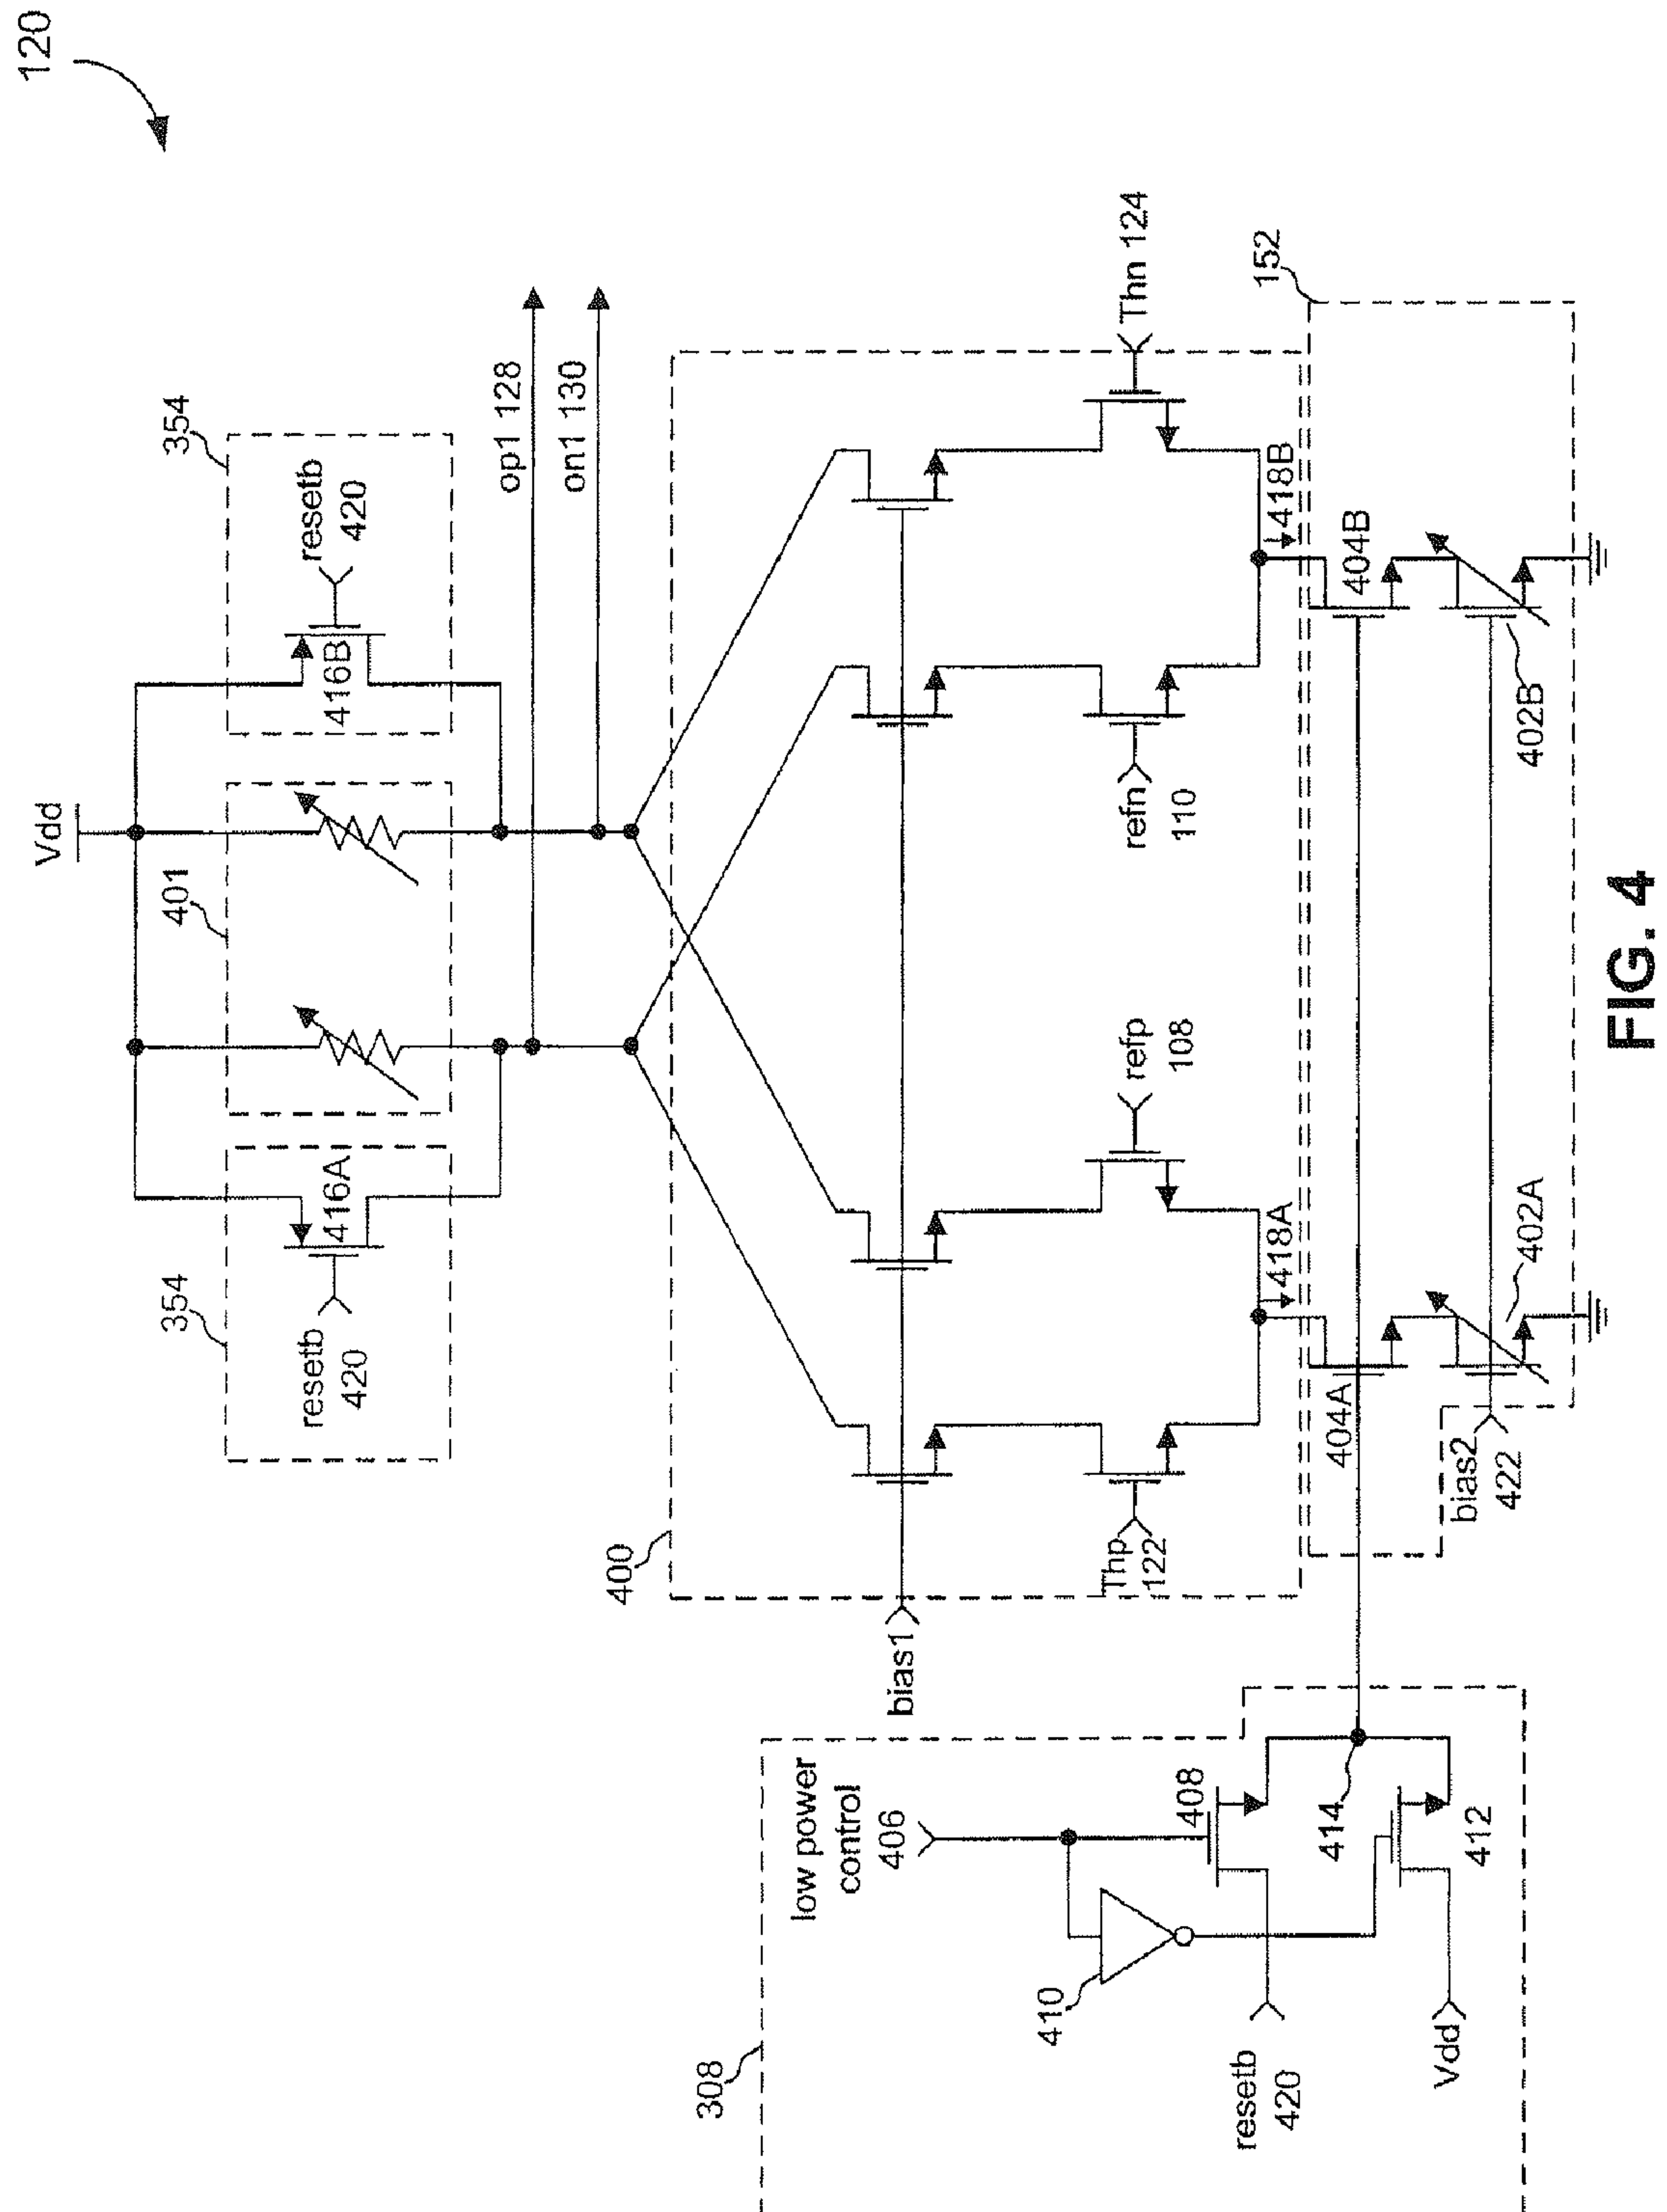 120
Vdd
354
401
354
resetb
420
416A
416B
resetb
420
op1 128
on1 130
400
bias1
Thp
122
refp
108
refn
110
Thn 124
418A
418B
152
404A
404B
402A
402B
bias2
422
308
low power
control
406
408
410
414
412
resetb
420
Vdd
FIG. 4